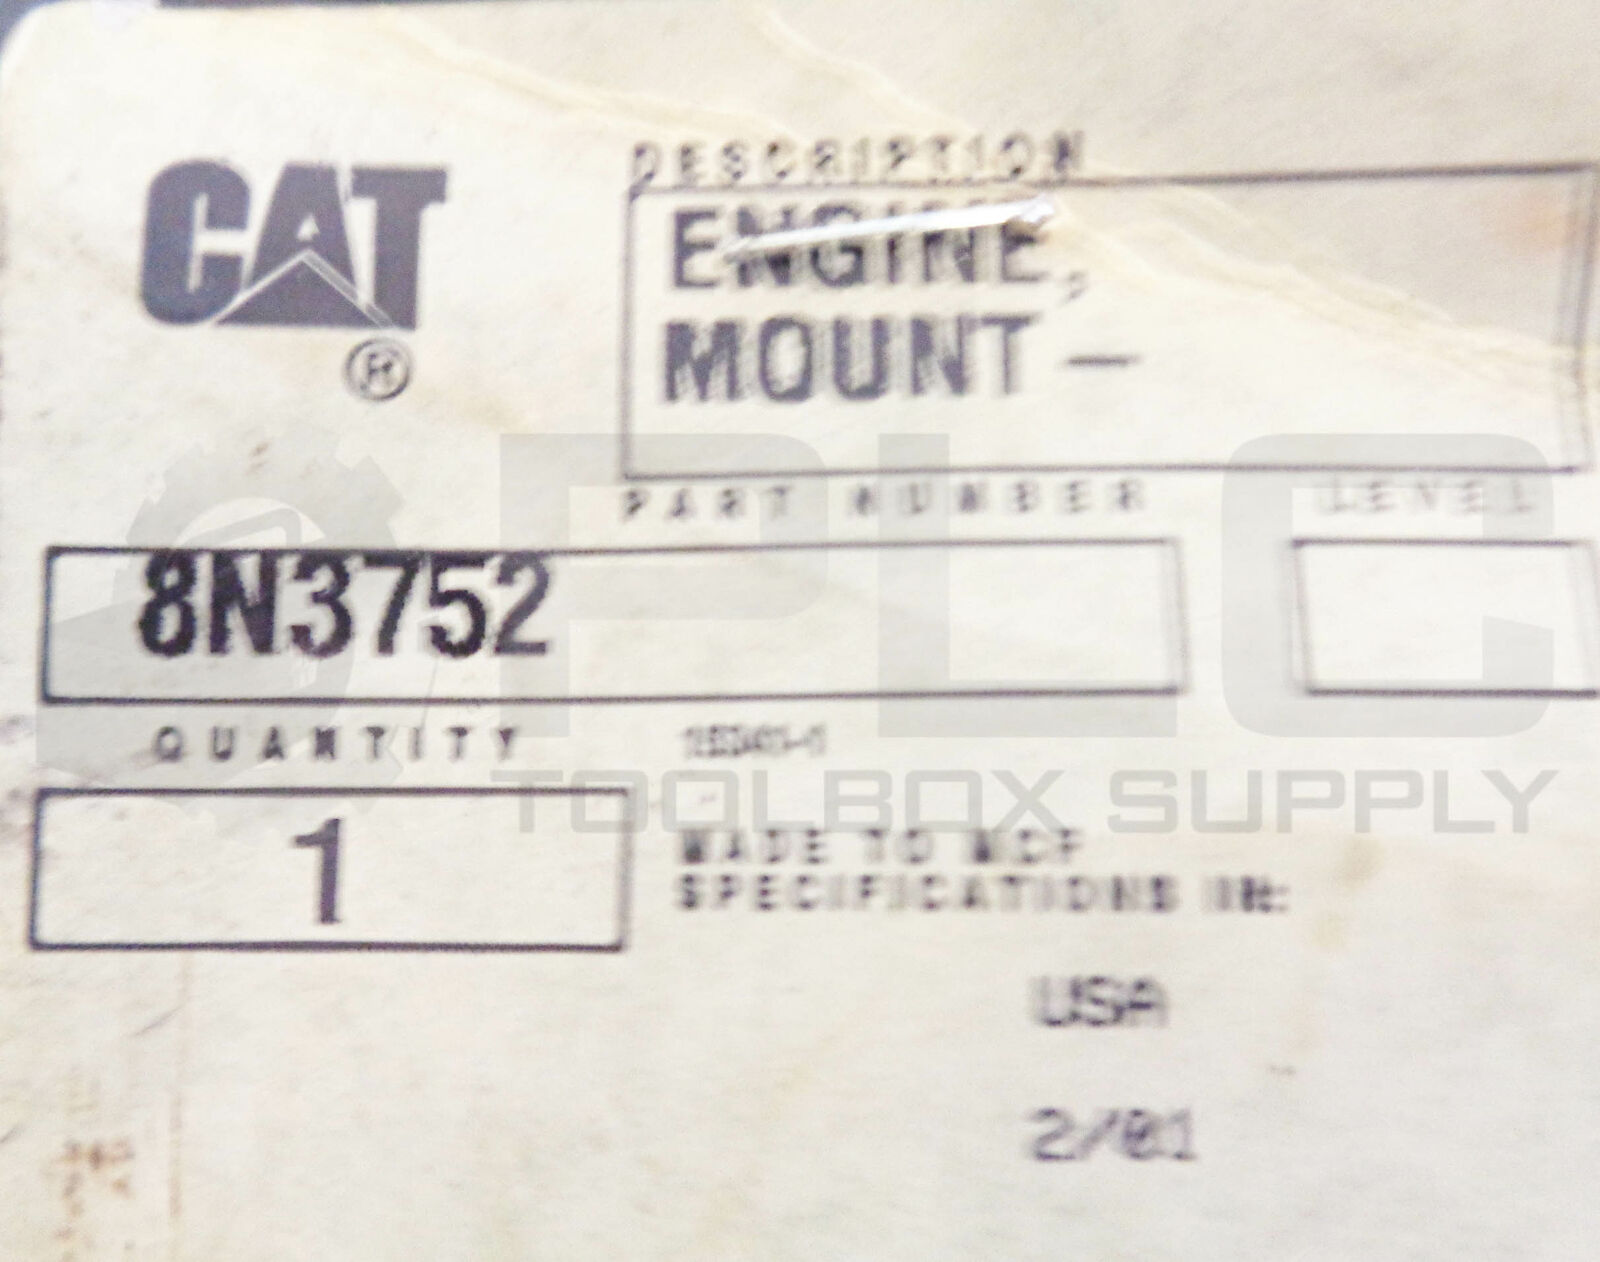 CAT
®
DESCRIPTION
ENGINE,
MOUNT –
PART NUMBER LEVEL
8N3752
QUANTITY
1
MADE TO MCF
SPECIFICATIONS IN:
USA
2/01
PLC
TOOLBOX SUPPLY